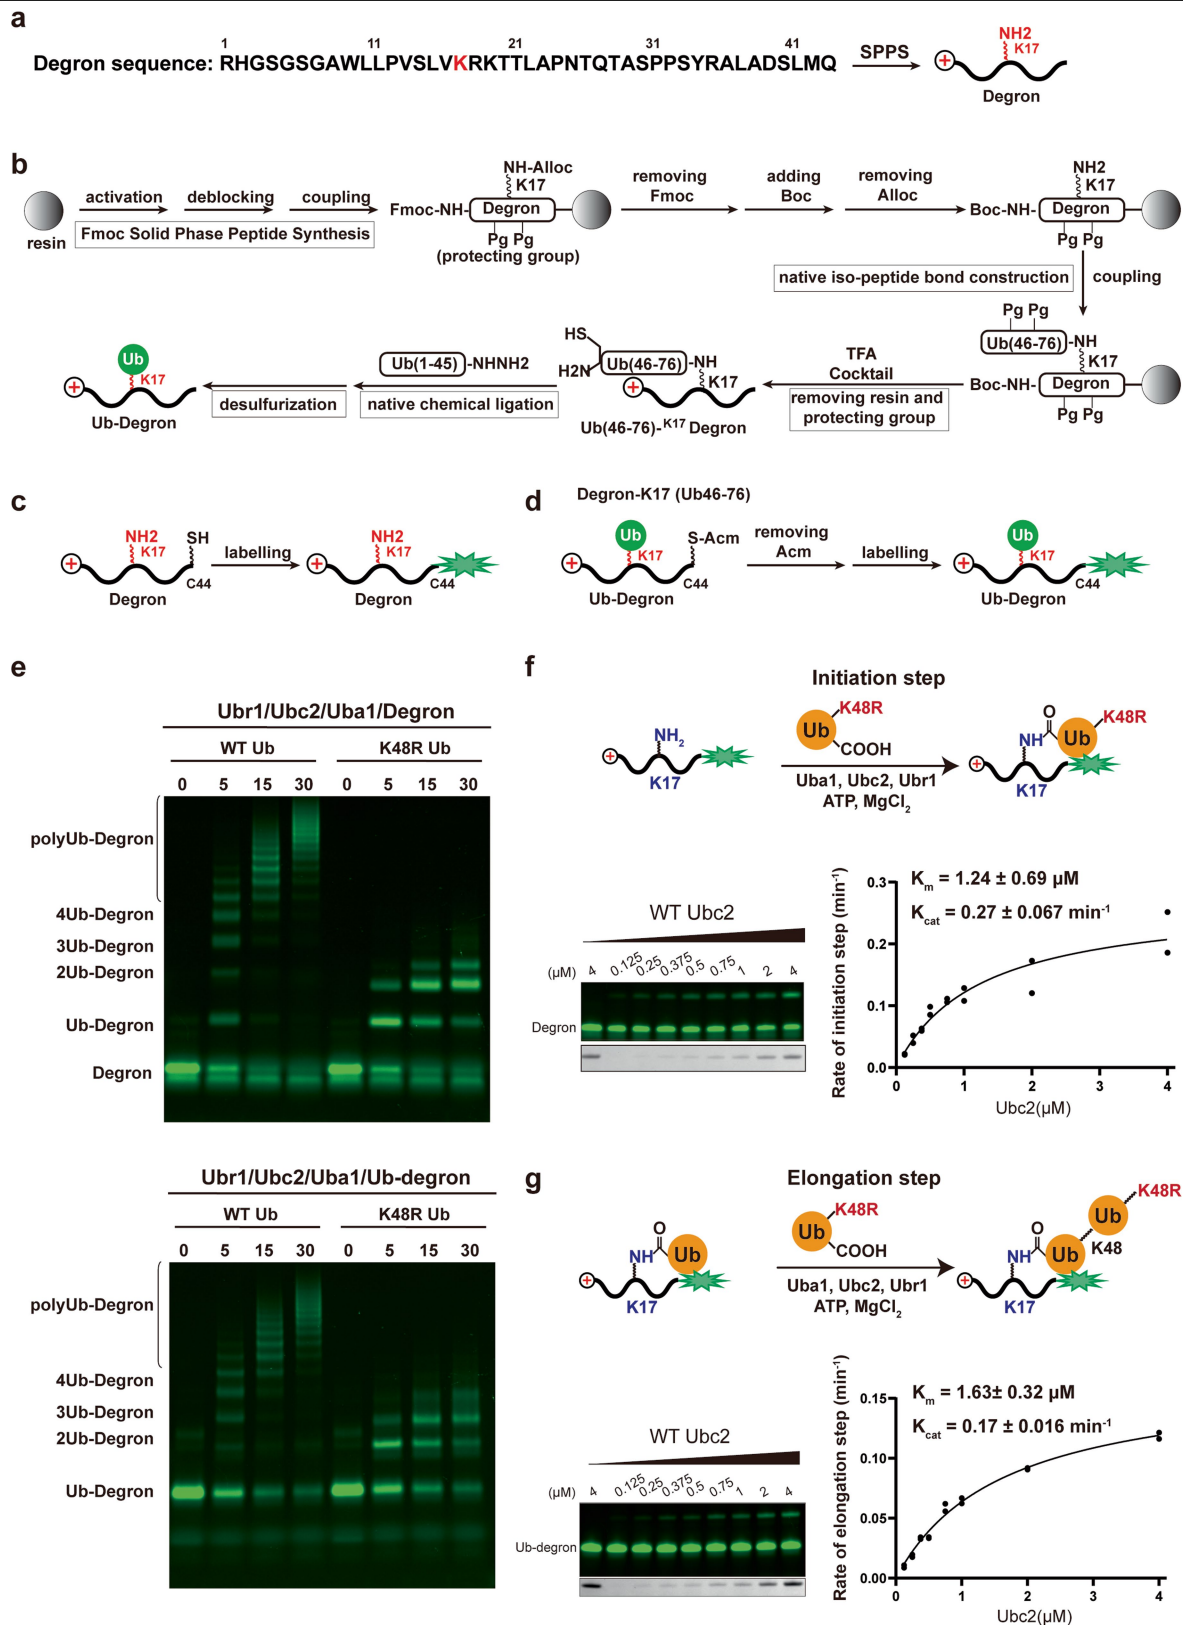 a
1 11 21 31 41
Degron sequence: RHGSGSGAWLLPVSLVKRKTTLAPNTQTASPPSYRALADSLMQ
SPPS
NH2
K17
+
Degron
b
resin
activation deblocking coupling
Fmoc Solid Phase Peptide Synthesis
NH-Alloc
K17
Fmoc-NH- Degron
Pg Pg
(protecting group)
removing Fmoc
adding Boc
removing Alloc
NH2
K17
Boc-NH- Degron
Pg Pg
native iso-peptide bond construction
coupling
Pg Pg
Ub(46-76) -NH
K17
Boc-NH- Degron
Pg Pg
TFA
Cocktail
removing resin and
protecting group
HS
H2N
Ub(46-76) -NH
K17
+
Ub(46-76)-K17 Degron
Ub(1-45) -NHNH2
native chemical ligation
desulfurization
Ub
K17
+
Ub-Degron
c
NH2
K17
SH
+
C44
Degron
labelling
NH2
K17
+
C44
Degron
d
Degron-K17 (Ub46-76)
Ub
K17
S-Acm
+
C44
Ub-Degron
removing
Acm
labelling
Ub
K17
+
C44
Ub-Degron
e
Ubr1/Ubc2/Uba1/Degron
WT Ub K48R Ub
0 5 15 30 0 5 15 30
polyUb-Degron
4Ub-Degron
3Ub-Degron
2Ub-Degron
Ub-Degron
Degron
Ubr1/Ubc2/Uba1/Ub-degron
WT Ub K48R Ub
0 5 15 30 0 5 15 30
polyUb-Degron
4Ub-Degron
3Ub-Degron
2Ub-Degron
Ub-Degron
f
Initiation step
NH2
+
K17
K48R
Ub
COOH
Uba1, Ubc2, Ubr1
ATP, MgCl2
O
K48R
NH
Ub
+
K17
WT Ubc2
(µM) 4 0.125 0.25 0.375 0.5 0.75 1 2 4
Degron
Km = 1.24 ± 0.69 µM
Kcat = 0.27 ± 0.067 min-1
Rate of initiation step (min-1)
0.3
0.2
0.1
0.0
0 1 2 3 4
Ubc2(µM)
g
Elongation step
O
NH
Ub
+
K17
K48R
Ub
COOH
Uba1, Ubc2, Ubr1
ATP, MgCl2
K48R
Ub
O
K48
NH
Ub
+
K17
WT Ubc2
(µM) 4 0.125 0.25 0.375 0.5 0.75 1 2 4
Ub-degron
Km = 1.63± 0.32 µM
Kcat = 0.17 ± 0.016 min-1
Rate of elongation step (min-1)
0.15
0.10
0.05
0.00
0 1 2 3 4
Ubc2(µM)